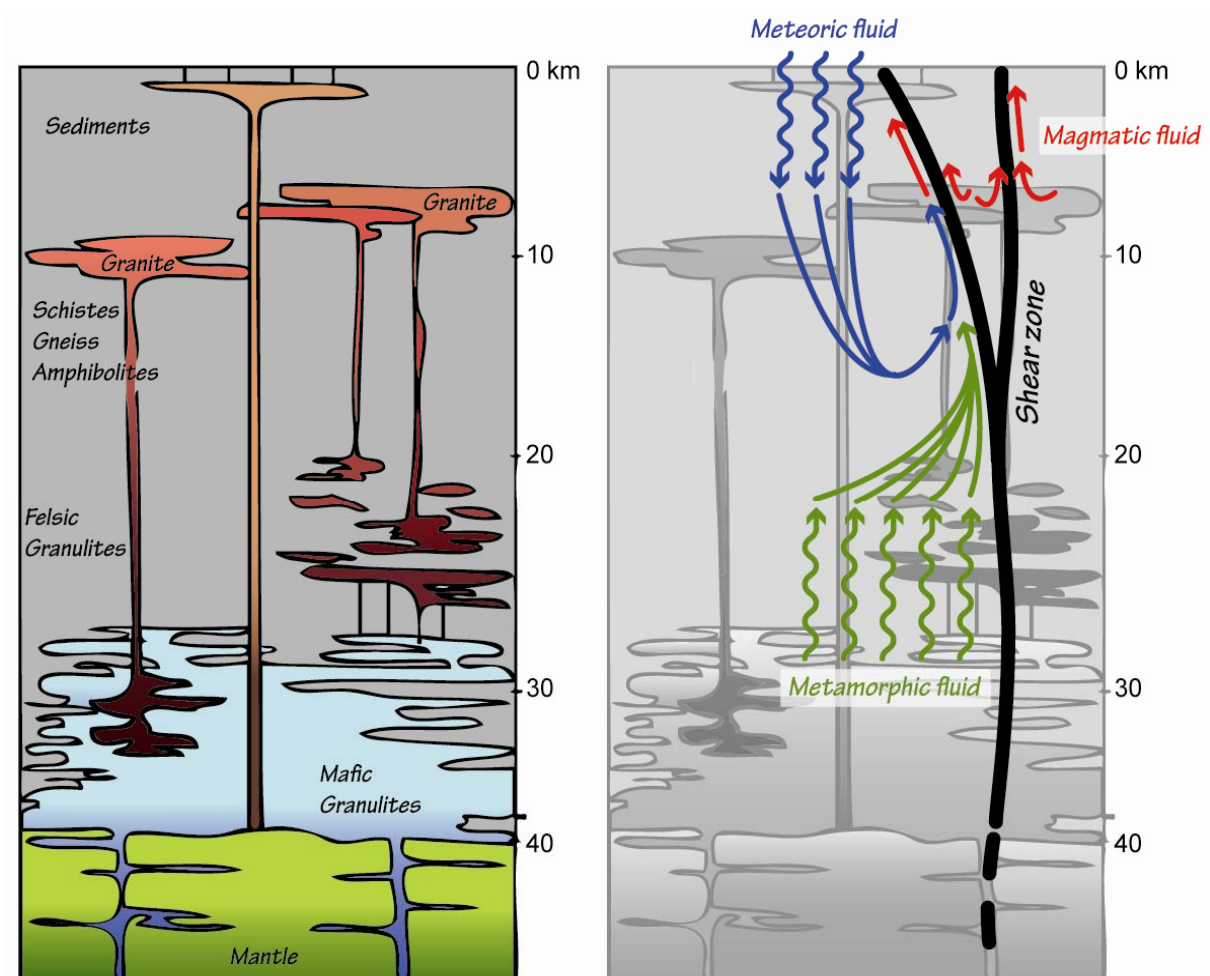 Sediments
Granite
Granite
Schistes
Gneiss
Amphibolites
Felsic
Granulites
Mafic
Granulites
Mantle
0 km
10
20
30
40
Meteoric fluid
Magmatic fluid
Shear zone
Metamorphic fluid
0 km
10
20
30
40